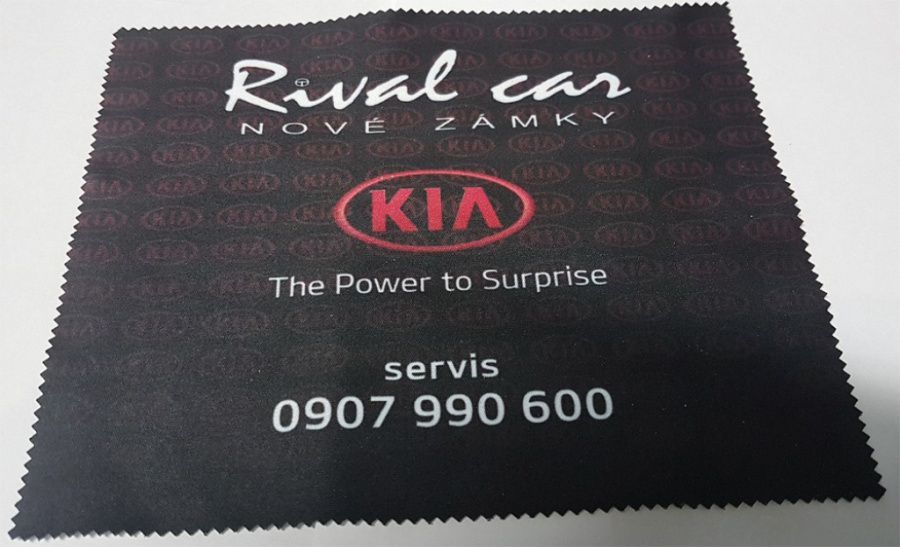 Rival car
NOVÉ ZÁMKY
KIA
The Power to Surprise
servis
0907 990 600